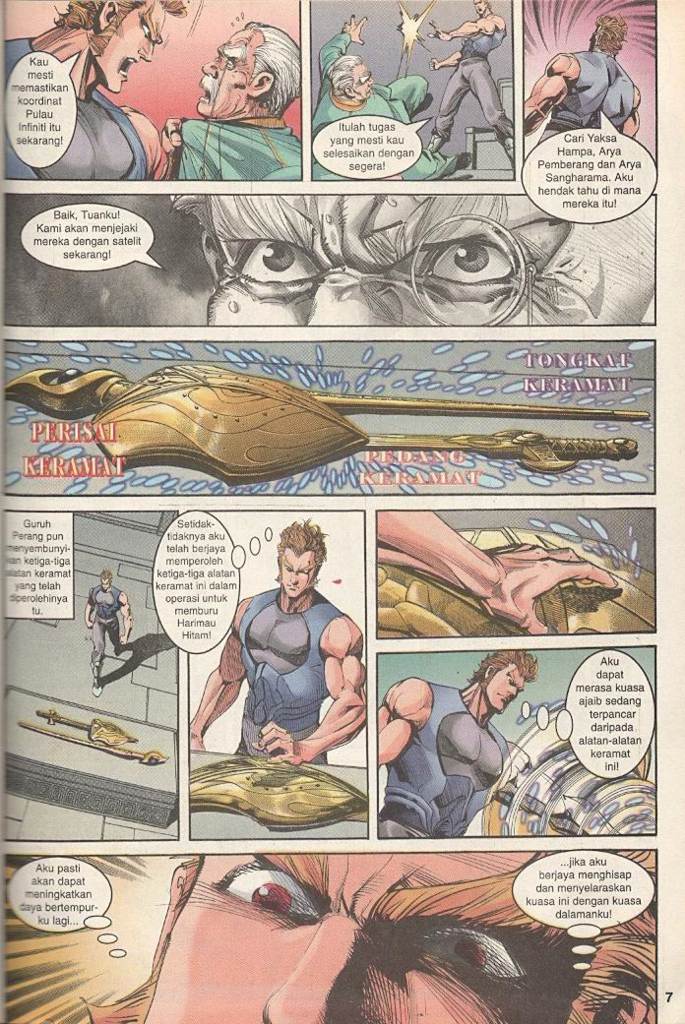 Kau
mesti
memastikan
koordinat
Pulau
Infiniti itu
sekarang!
Itulah tugas
yang mesti kau
selesaikan dengan
segera!
Cari Yaksa
Hampa, Arya
Pemberang dan Arya
Sangharama. Aku
hendak tahu di mana
mereka itu!
Baik, Tuanku!
Kami akan menjejaki
mereka dengan satelit
sekarang!
TONGKAT
KERAMAT
PERISAI
KERAMAT
PEDANG
KERAMAT
Guruh
Perang pun
menyembunyi-
kan ketiga-tiga
alatan keramat
yang telah
diperolehinya
tu.
Setidak-
tidaknya aku
telah berjaya
memperoleh
ketiga-tiga alatan
keramat ini dalam
operasi untuk
memburu
Harimau
Hitam!
Aku
dapat
merasa kuasa
ajaib sedang
terpancar
daripada
alatan-alatan
keramat
ini!
Aku pasti
akan dapat
meningkatkan
daya bertempur-
ku lagi...
...jika aku
berjaya menghisap
dan menyelaraskan
kuasa ini dengan kuasa
dalamanku!
7